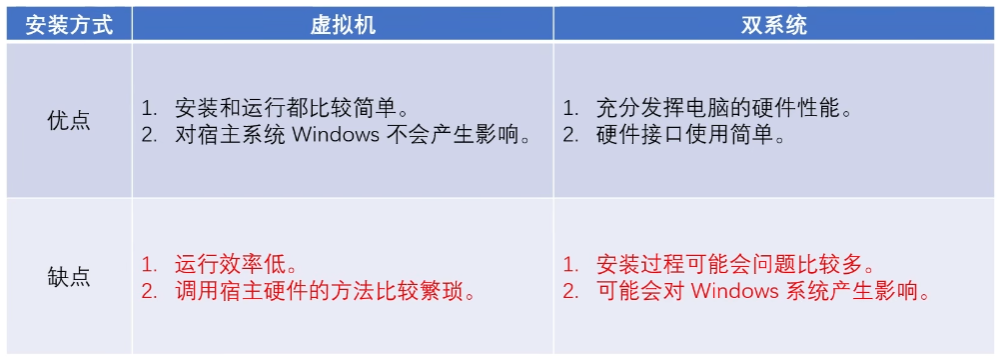 安装方式
虚拟机
双系统
优点
1. 安装和运行都比较简单。
2. 对宿主系统 Windows 不会产生影响。
1. 充分发挥电脑的硬件性能。
2. 硬件接口使用简单。
缺点
1. 运行效率低。
2. 调用宿主硬件的方法比较繁琐。
1. 安装过程可能会问题比较多。
2. 可能会对 Windows 系统产生影响。